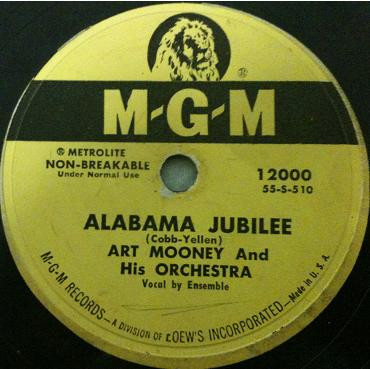 M-G-M
® METROLITE
NON-BREAKABLE
Under Normal Use
12000
55-S-510
ALABAMA JUBILEE
(Cobb-Yellen)
ART MOONEY And
His ORCHESTRA
Vocal by Ensemble
M-G-M RECORDS — A DIVISION OF LOEW'S INCORPORATED — Made in U. S. A.